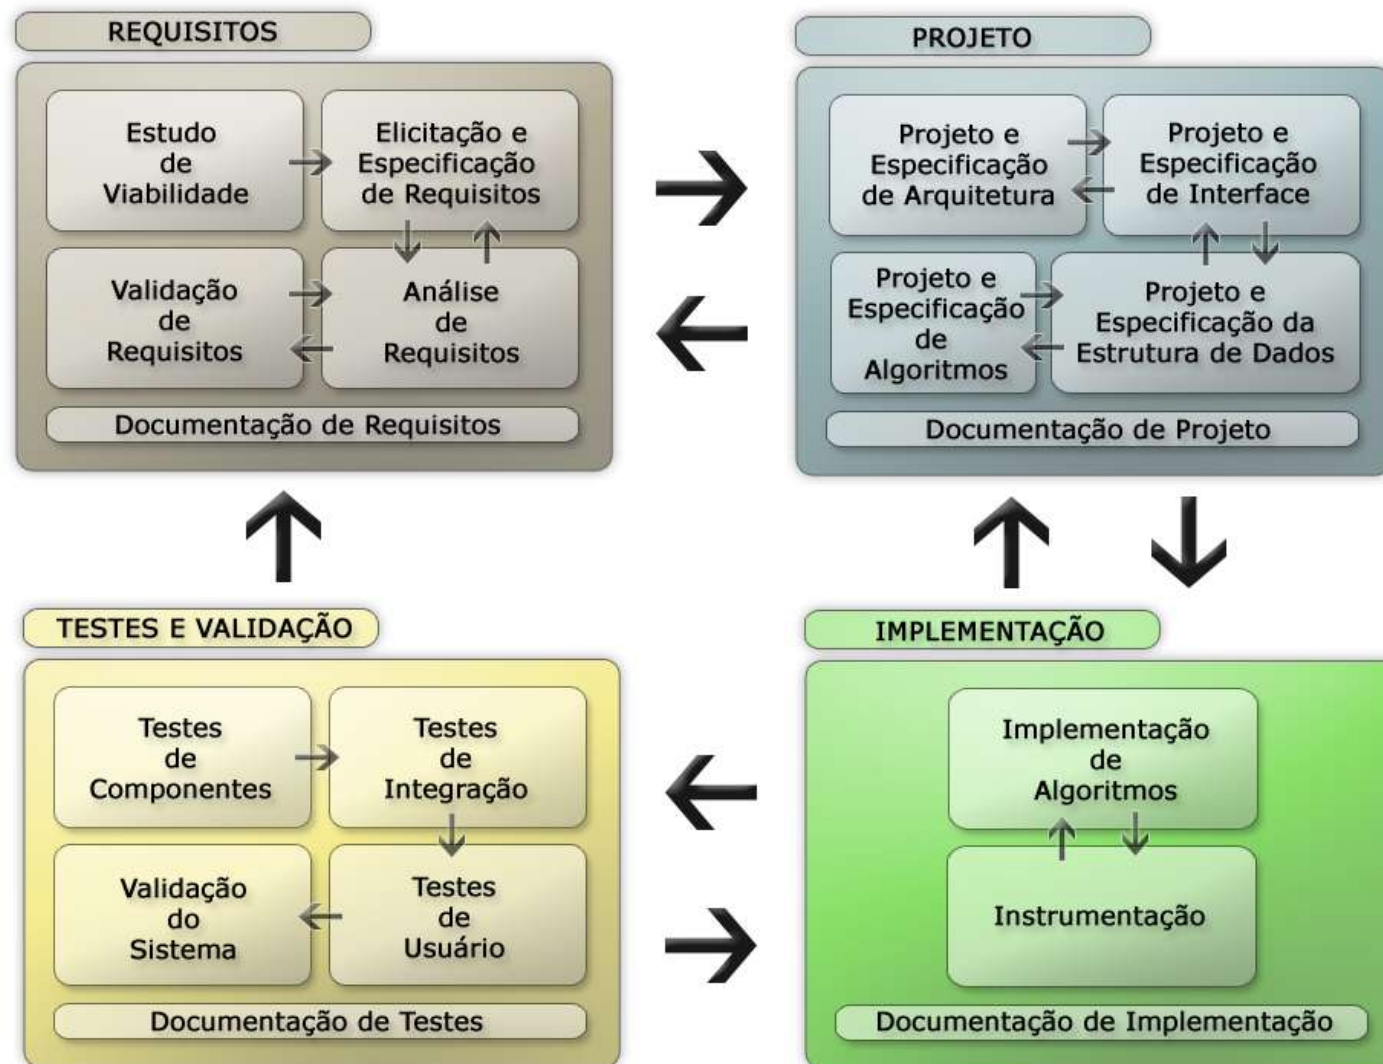 REQUISITOS
Estudo
de
Viabilidade
Elicitação e
Especificação
de Requisitos
Validação
de
Requisitos
Análise
de
Requisitos
Documentação de Requisitos
PROJETO
Projeto e
Especificação
de Arquitetura
Projeto e
Especificação
de Interface
Projeto e
Especificação
de
Algoritmos
Projeto e
Especificação da
Estrutura de Dados
Documentação de Projeto
TESTES E VALIDAÇÃO
Testes
de
Componentes
Testes
de
Integração
Validação
do
Sistema
Testes
de
Usuário
Documentação de Testes
IMPLEMENTAÇÃO
Implementação
de
Algoritmos
Instrumentação
Documentação de Implementação